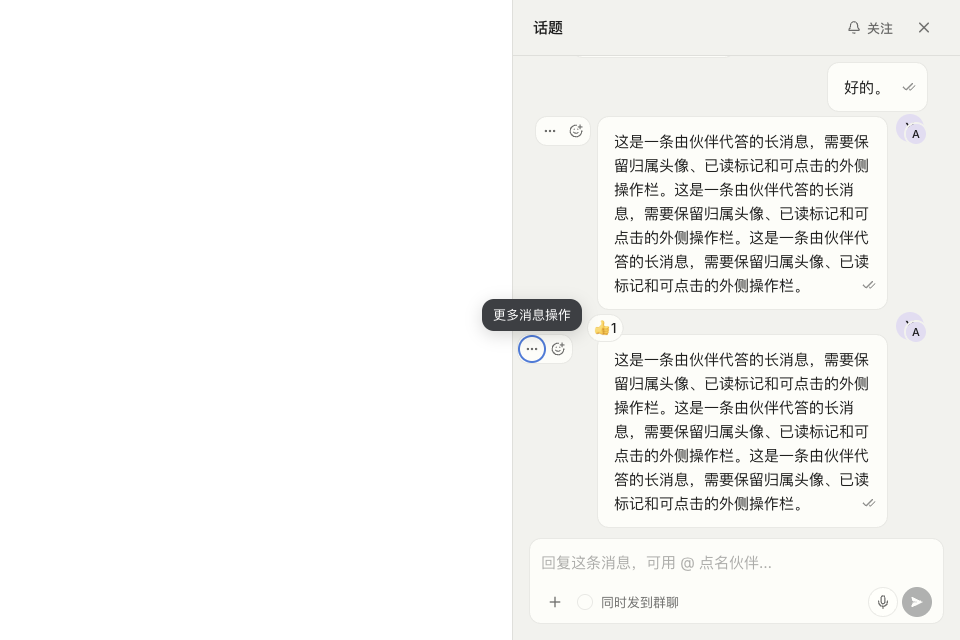 话题
关注
好的。
这是一条由伙伴代答的长消息，需要保
留归属头像、已读标记和可点击的外侧
操作栏。这是一条由伙伴代答的长消
息，需要保留归属头像、已读标记和可
点击的外侧操作栏。这是一条由伙伴代
答的长消息，需要保留归属头像、已读
标记和可点击的外侧操作栏。
A
更多消息操作
👍1
A
这是一条由伙伴代答的长消息，需要保
留归属头像、已读标记和可点击的外侧
操作栏。这是一条由伙伴代答的长消
息，需要保留归属头像、已读标记和可
点击的外侧操作栏。这是一条由伙伴代
答的长消息，需要保留归属头像、已读
标记和可点击的外侧操作栏。
回复这条消息，可用 @ 点名伙伴...
同时发到群聊